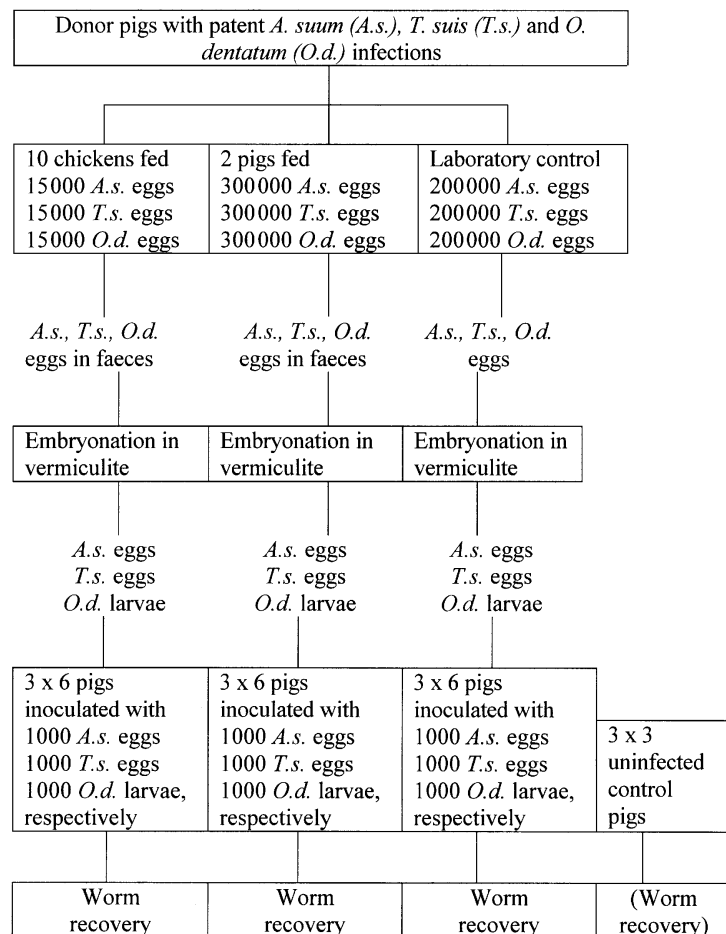 Donor pigs with patent A. suum (A.s.), T. suis (T.s.) and O.
dentatum (O.d.) infections
10 chickens fed
15000 A.s. eggs
15000 T.s. eggs
15000 O.d. eggs
2 pigs fed
300000 A.s. eggs
300000 T.s. eggs
300000 O.d. eggs
Laboratory control
200000 A.s. eggs
200000 T.s. eggs
200000 O.d. eggs
A.s., T.s., O.d.
eggs in faeces
A.s., T.s., O.d.
eggs in faeces
A.s., T.s., O.d.
eggs
Embryonation in
vermiculite
Embryonation in
vermiculite
Embryonation in
vermiculite
A.s. eggs
T.s. eggs
O.d. larvae
A.s. eggs
T.s. eggs
O.d. larvae
A.s. eggs
T.s. eggs
O.d. larvae
3 x 6 pigs
inoculated with
1000 A.s. eggs
1000 T.s. eggs
1000 O.d. larvae,
respectively
3 x 6 pigs
inoculated with
1000 A.s. eggs
1000 T.s. eggs
1000 O.d. larvae,
respectively
3 x 6 pigs
inoculated with
1000 A.s. eggs
1000 T.s. eggs
1000 O.d. larvae,
respectively
3 x 3
uninfected
control
pigs
Worm
recovery
Worm
recovery
Worm
recovery
(Worm
recovery)